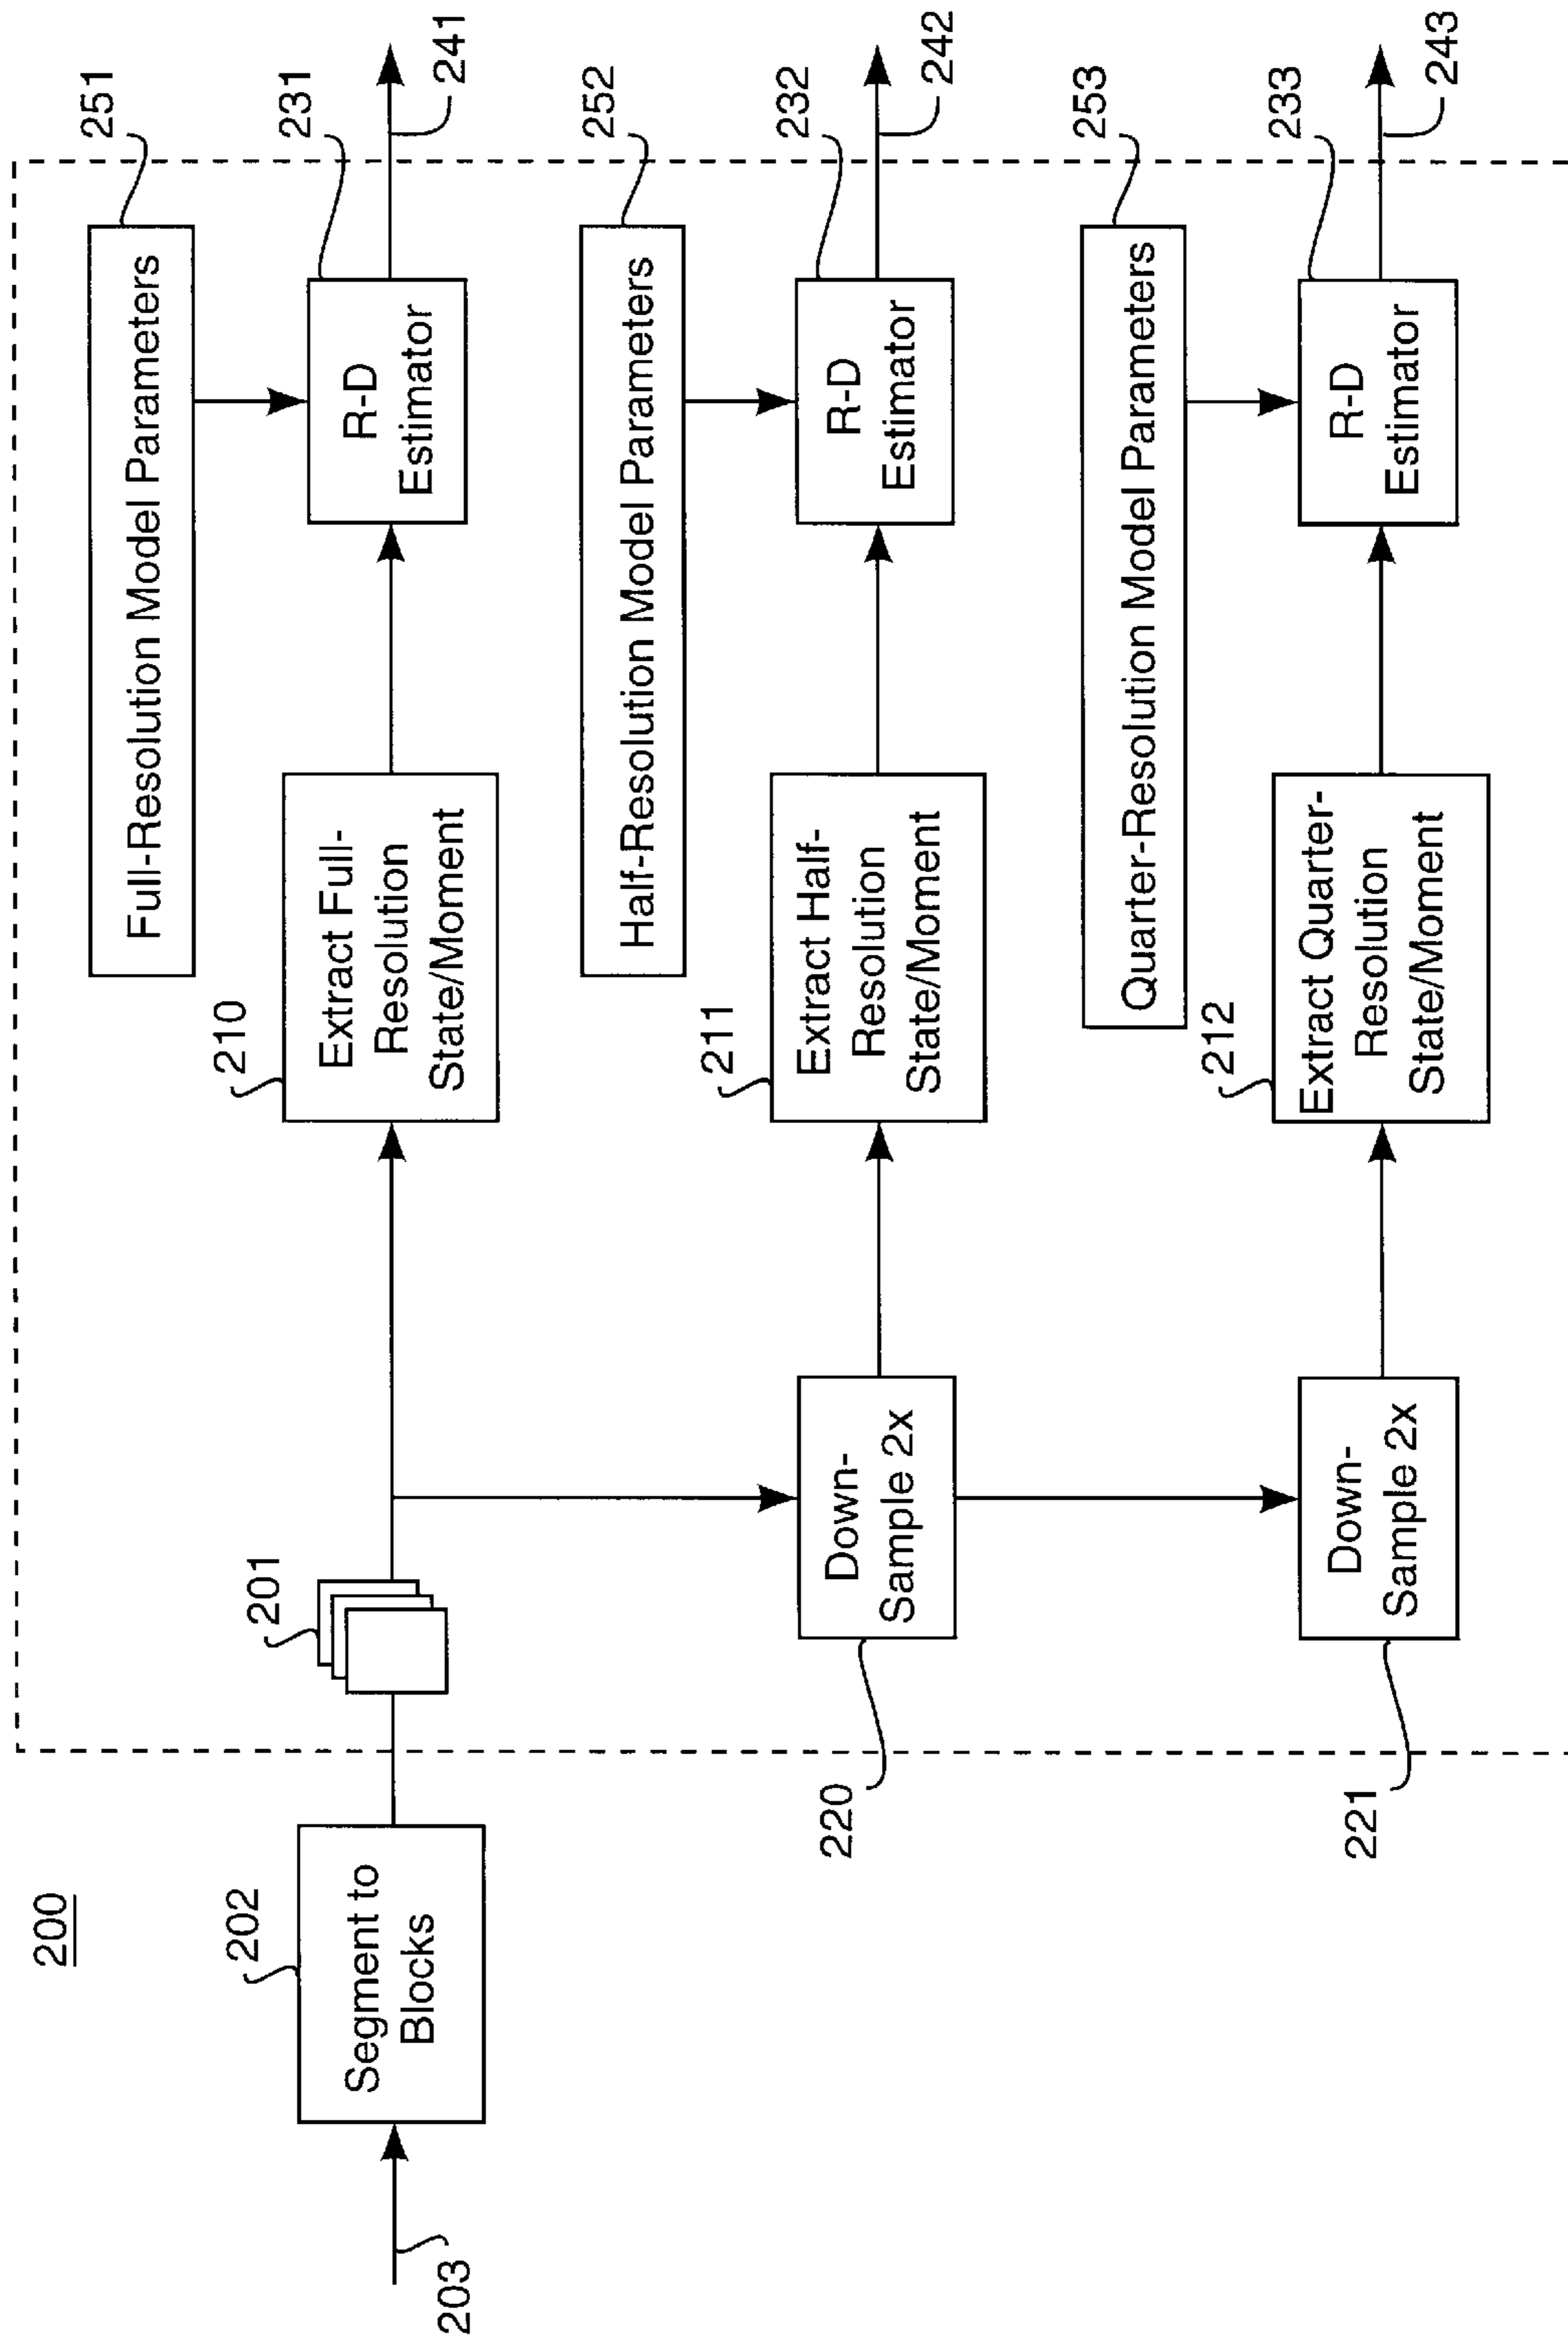 200
251
Full-Resolution Model Parameters
231
R-D
Estimator
241
210
Extract Full-
Resolution
State/Moment
201
202
Segment to
Blocks
203
252
Half-Resolution Model Parameters
232
R-D
Estimator
242
211
Extract Half-
Resolution
State/Moment
Down-
Sample 2x
220
253
Quarter-Resolution Model Parameters
233
R-D
Estimator
243
212
Extract Quarter-
Resolution
State/Moment
Down-
Sample 2x
221